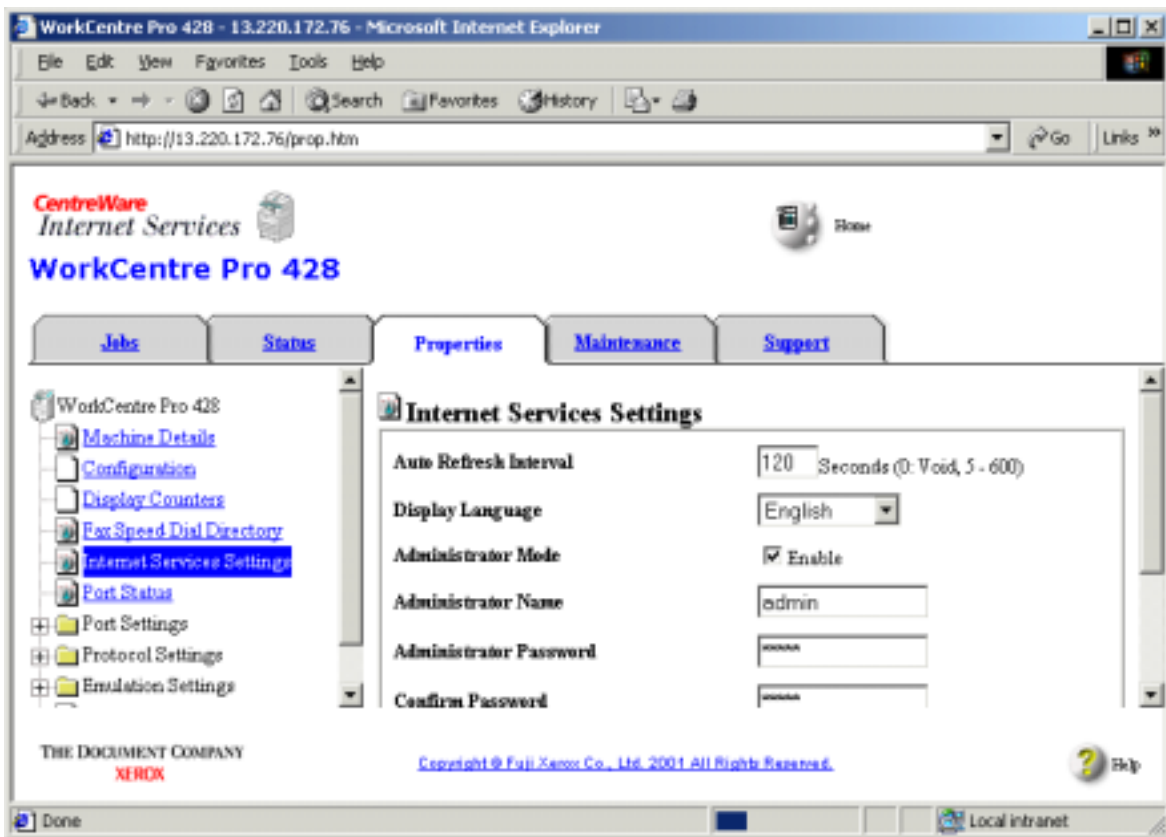 WorkCentre Pro 428 - 13.220.172.76 - Microsoft Internet Explorer
File Edit View Favorites Tools Help
Back Search Favorites History
Address http://13.220.172.76/prop.htm Go Links »
CentreWare
Internet Services
Home
WorkCentre Pro 428
Jobs Status Properties Maintenance Support
WorkCentre Pro 428
Machine Details
Configuration
Display Counters
Fax Speed Dial Directory
Internet Services Settings
Port Status
Port Settings
Protocol Settings
Emulation Settings
Internet Services Settings
Auto Refresh Interval 120 Seconds (0: Void, 5 - 600)
Display Language English
Administrator Mode Enable
Administrator Name admin
Administrator Password *****
Confirm Password *****
THE DOCUMENT COMPANY
XEROX
Copyright © Fuji Xerox Co., Ltd. 2001 All Rights Reserved.
Help
Done Local intranet